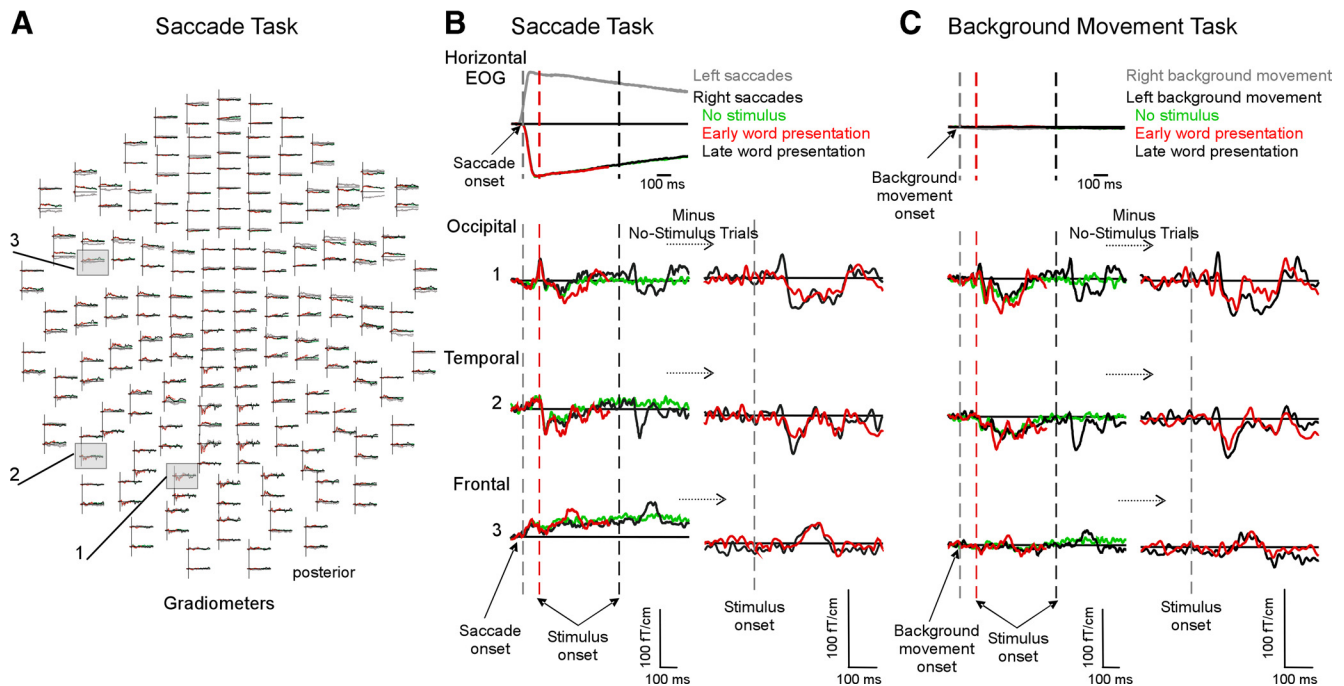 A
Saccade Task
3
2
1
posterior
Gradiometers
B
Saccade Task
Horizontal
EOG
Left saccades
Right saccades
No stimulus
Early word presentation
Late word presentation
Saccade
onset
100 ms
Occipital
Minus
No-Stimulus Trials
1
Temporal
2
Frontal
3
Saccade
onset
Stimulus
onset
100 fT/cm
100 ms
Stimulus
onset
100 fT/cm
100 ms
C
Background Movement Task
Right background movement
Left background movement
No stimulus
Early word presentation
Late word presentation
Background
movement
onset
100 ms
Minus
No-Stimulus Trials
Background
movement
onset
Stimulus
onset
100 fT/cm
100 ms
Stimulus
onset
100 fT/cm
100 ms